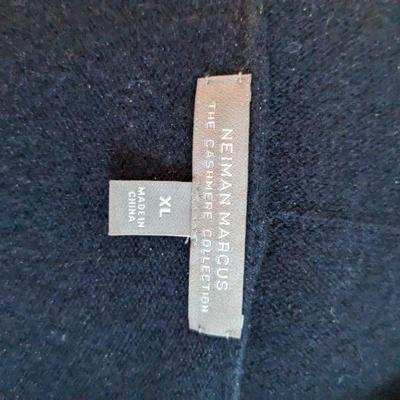 NEIMAN MARCUS
THE CASHMERE COLLECTION
XL
MADE IN
CHINA